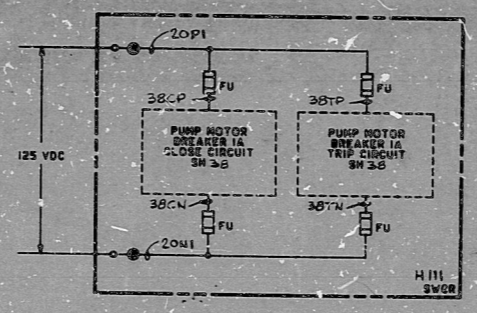 20P1
FU
FU
38CP
38TP
PUMP MOTOR
BREAKER 1A
CLOSE CIRCUIT
SH 38
PUMP MOTOR
BREAKER 1A
TRIP CIRCUIT
SH 38
125 VDC
38CN
38TN
FU
FU
20N1
H 111
SWGR